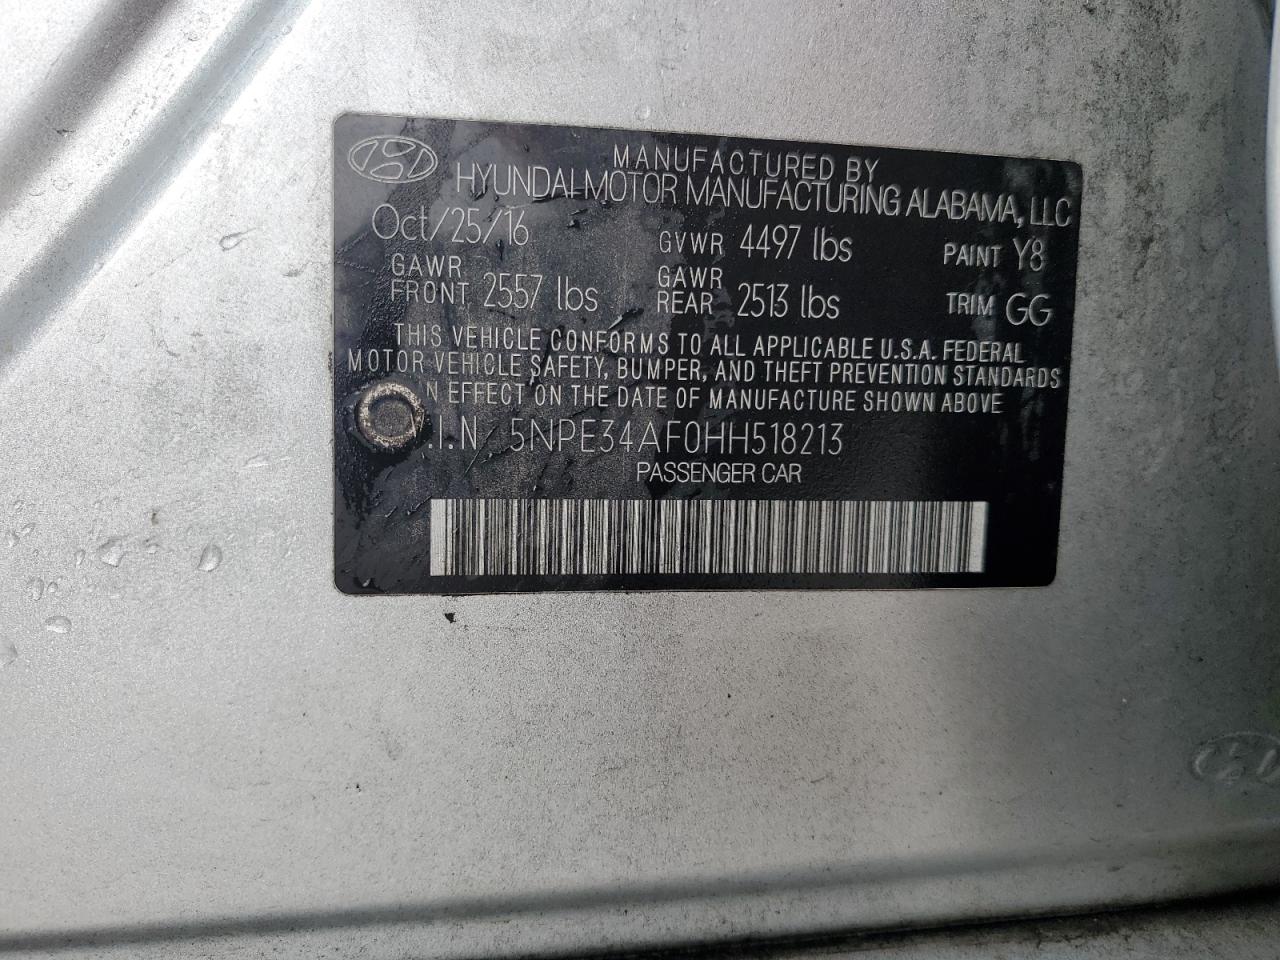 MANUFACTURED BY
HYUNDAI MOTOR MANUFACTURING ALABAMA, LLC
Oct/25/16 GVWR 4497 lbs PAINT Y8
GAWR FRONT 2557 lbs GAWR REAR 2513 lbs TRIM GG
THIS VEHICLE CONFORMS TO ALL APPLICABLE U.S.A. FEDERAL
MOTOR VEHICLE SAFETY, BUMPER, AND THEFT PREVENTION STANDARDS
IN EFFECT ON THE DATE OF MANUFACTURE SHOWN ABOVE
V.I.N 5NPE34AF0HH518213
PASSENGER CAR